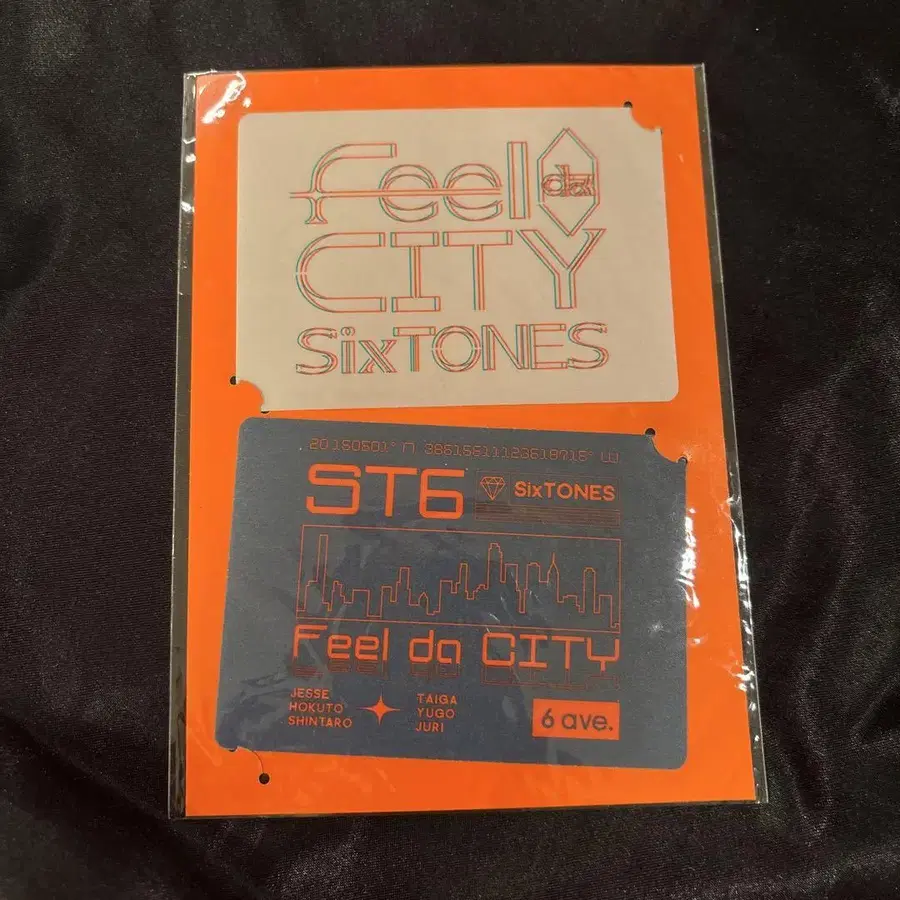 Feel da
CITY
SixTONES
ST6
SixTONES
Feel da CITY
JESSE
HOKUTO
SHINTARO
TAIGA
YUGO
JURI
6 ave.